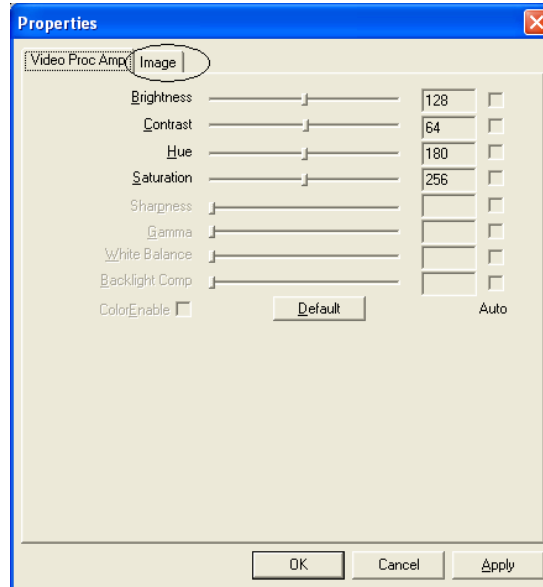 Properties
Video Proc Amp Image
Brightness 128
Contrast 64
Hue 180
Saturation 256
Sharpness
Gamma
White Balance
Backlight Comp
ColorEnable Default Auto
OK Cancel Apply